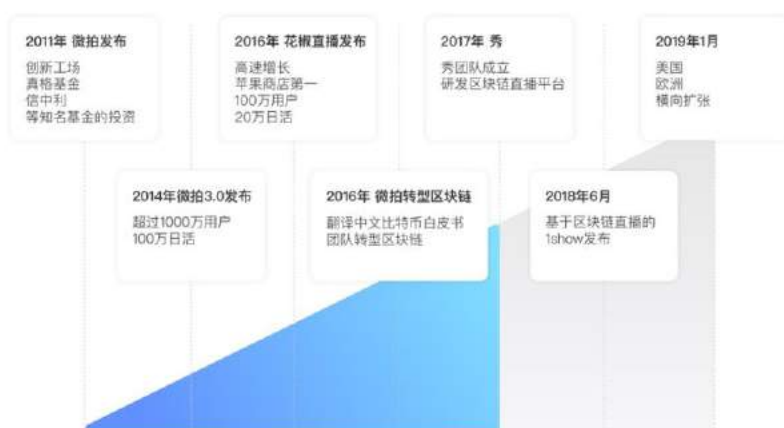 2011年 微拍发布
创新工场
真格基金
信中利
等知名基金的投资
2014年微拍3.0发布
超过1000万用户
100万日活
2016年 花椒直播发布
高速增长
苹果商店第一
100万用户
20万日活
2016年 微拍转型区块链
翻译中文比特币白皮书
团队转型区块链
2017年 秀
秀团队成立
研发区块链直播平台
2018年6月
基于区块链直播的
1show发布
2019年1月
美国
欧洲
横向扩张